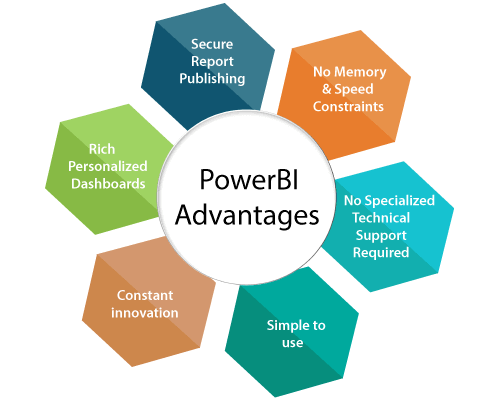 Secure
Report
Publishing
No Memory
& Speed
Constraints
Rich
Personalized
Dashboards
PowerBI
Advantages
No Specialized
Technical
Support
Required
Constant
innovation
Simple to
use